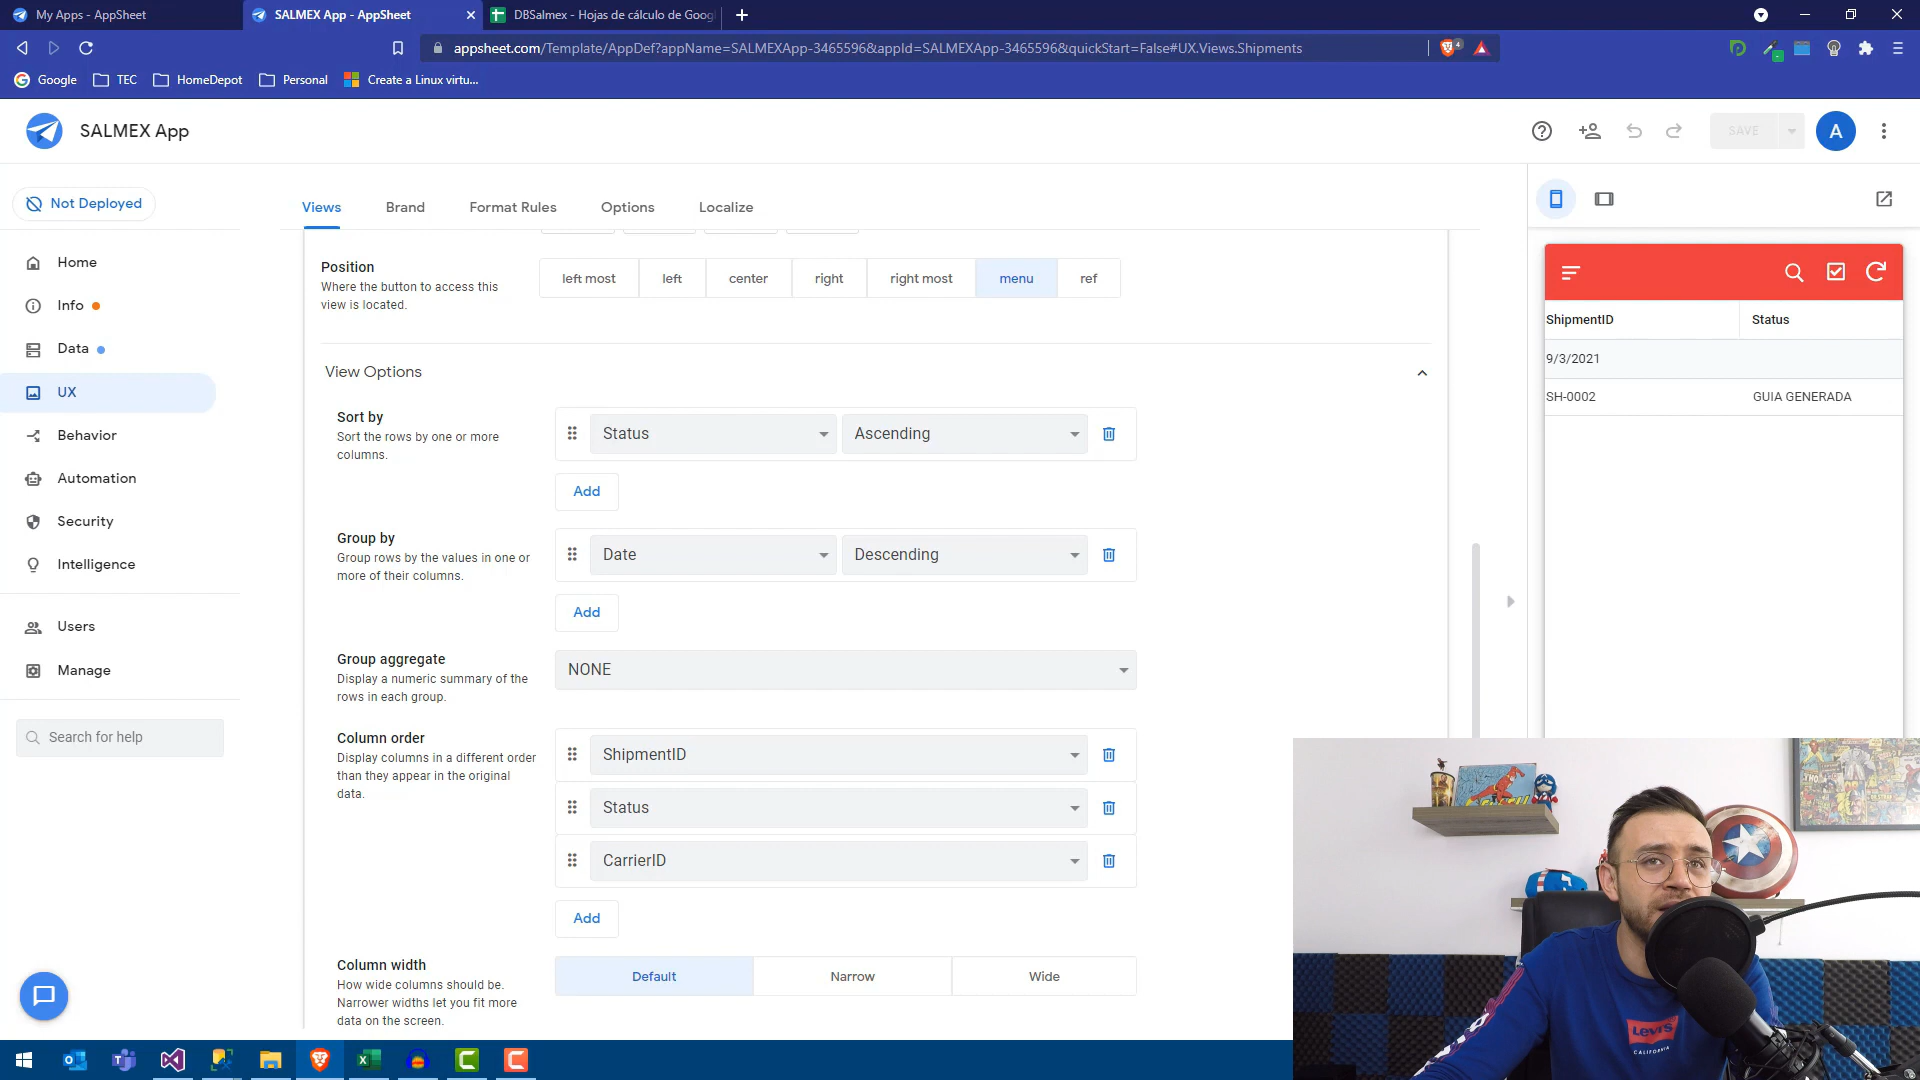 My Apps - AppSheet
SALMEX App - AppSheet
DBSalmex - Hojas de cálculo de Goog
appsheet.com/Template/AppDef?appName=SALMEXApp-3465596&appId=SALMEXApp-3465596&quickStart=False#UX.Views.Shipments
4
Google
TEC
HomeDepot
Personal
Create a Linux virtu...
SALMEX App
SAVE
A
Not Deployed
Home
Info
Data
UX
Behavior
Automation
Security
Intelligence
Users
Manage
Search for help
Views
Brand
Format Rules
Options
Localize
Position
Where the button to access this
view is located.
left most
left
center
right
right most
menu
ref
View Options
Sort by
Sort the rows by one or more
columns.
Status
Ascending
Add
Group by
Group rows by the values in one or
more of their columns.
Date
Descending
Add
Group aggregate
Display a numeric summary of the
rows in each group.
NONE
Column order
Display columns in a different order
than they appear in the original
data.
ShipmentID
Status
CarrierID
Add
Column width
How wide columns should be.
Narrower widths let you fit more
data on the screen.
Default
Narrow
Wide
ShipmentID
Status
9/3/2021
SH-0002
GUIA GENERADA
Levi's
CALIFORNIA